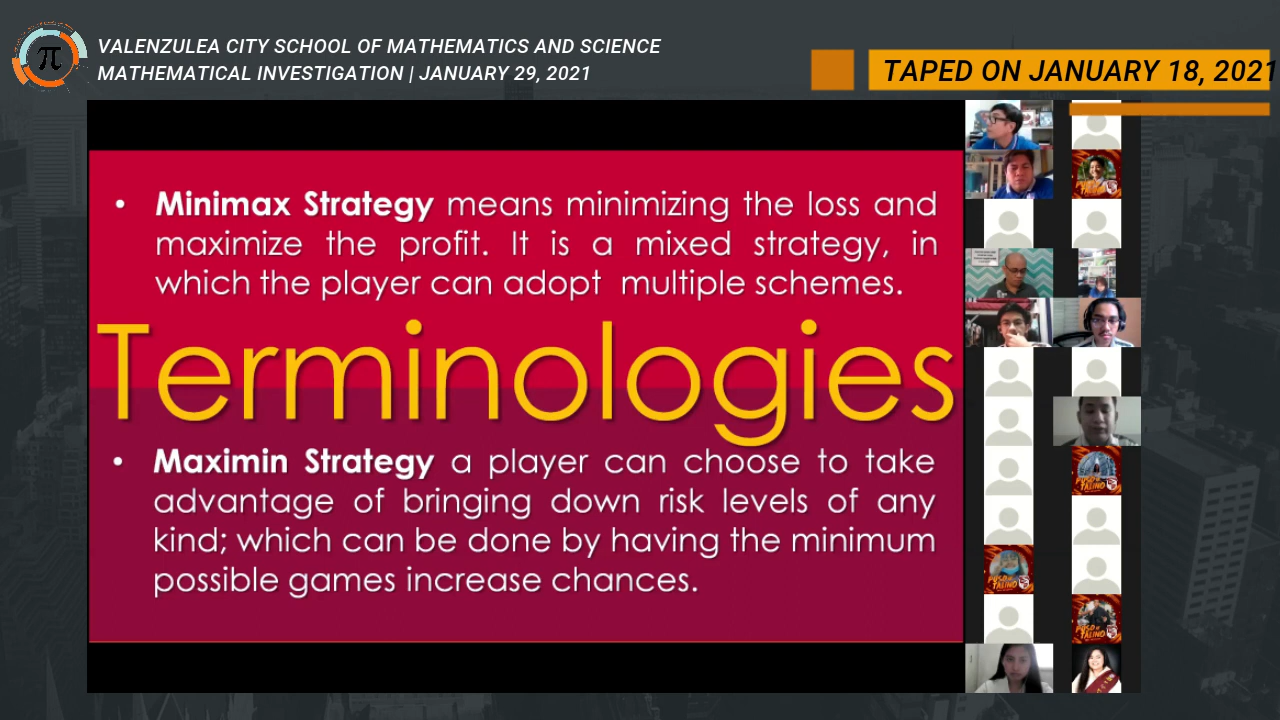 VALENZULEA CITY SCHOOL OF MATHEMATICS AND SCIENCE
MATHEMATICAL INVESTIGATION | JANUARY 29, 2021
TAPED ON JANUARY 18, 2021
π
• Minimax Strategy means minimizing the loss and
maximize the profit. It is a mixed strategy, in
which the player can adopt multiple schemes.
Terminologies
• Maximin Strategy a player can choose to take
advantage of bringing down risk levels of any
kind; which can be done by having the minimum
possible games increase chances.